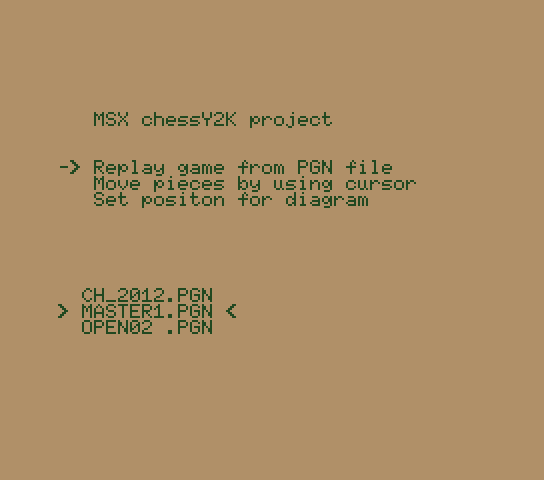 MSX chessY2K project
-> Replay game from PGN file
Move pieces by using cursor
Set positon for diagram
CH_2012.PGN
> MASTER1.PGN <
OPEN02 .PGN